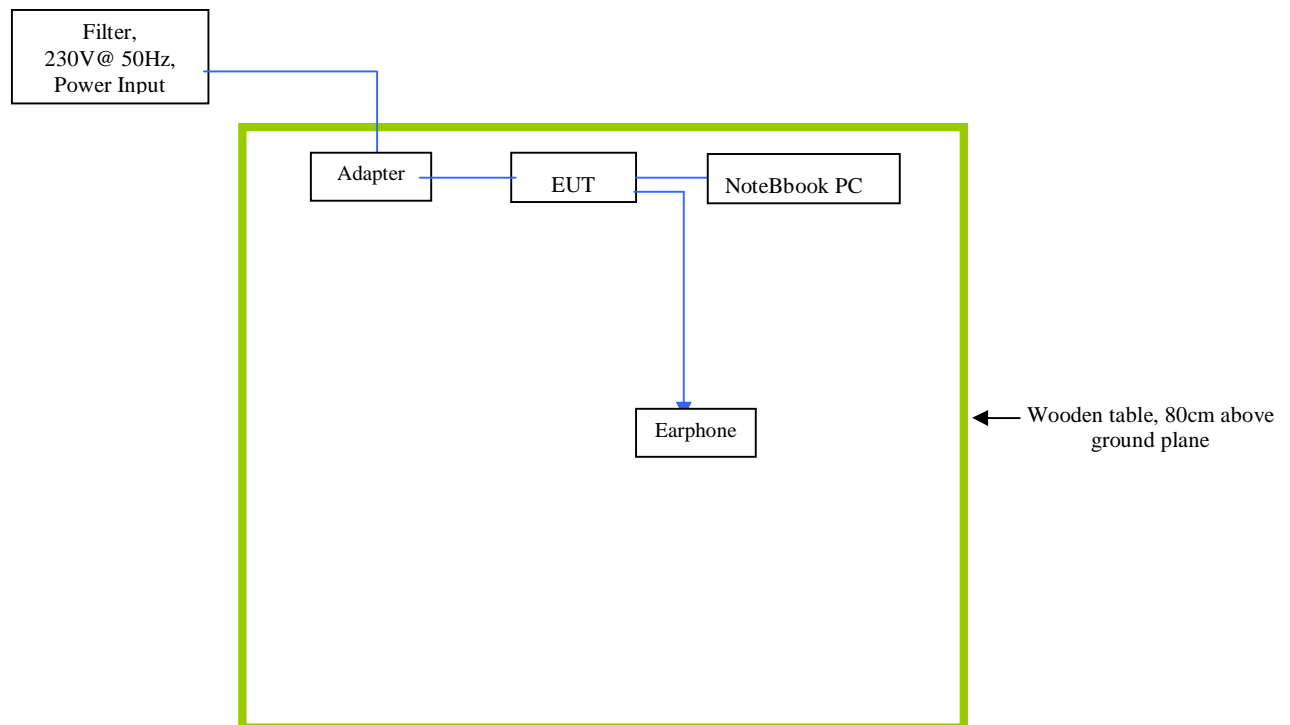 Filter,
230V@ 50Hz,
Power Input
Adapter
EUT
NoteBbook PC
Earphone
Wooden table, 80cm above
ground plane